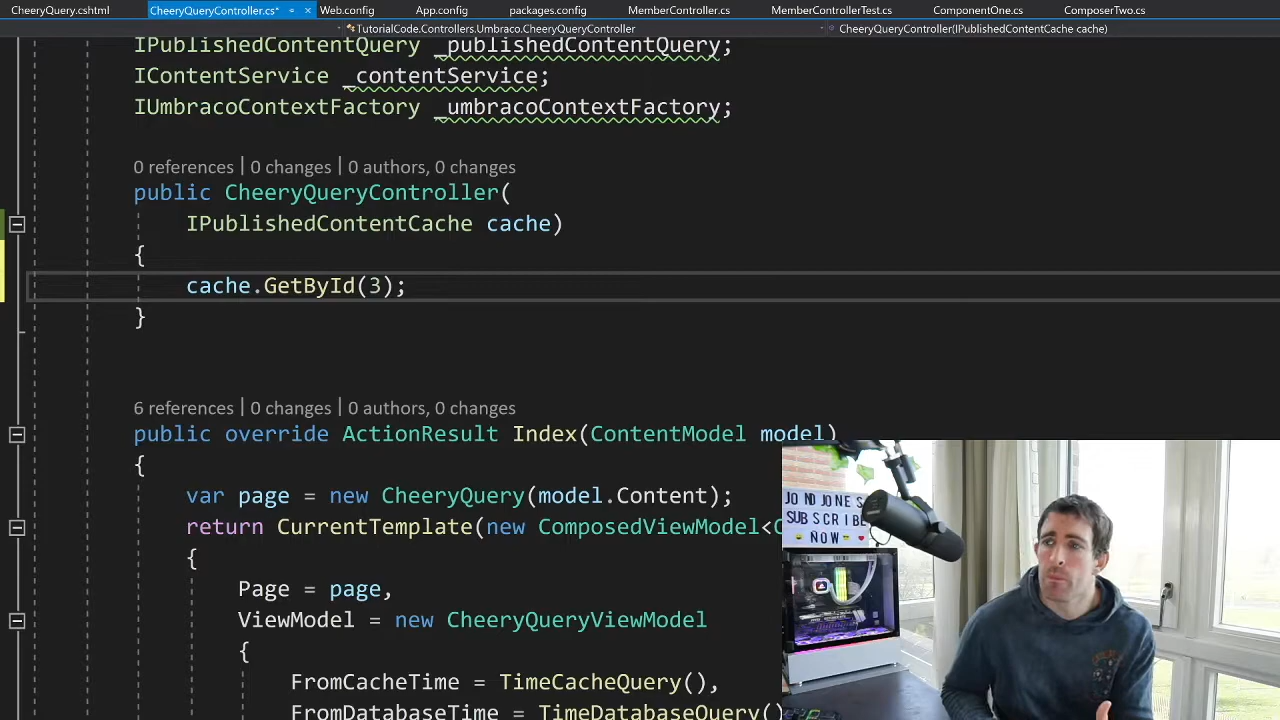 CheeryQuery.cshtml CheeryQueryController.cs* Web.config App.config packages.config MemberController.cs MemberControllerTest.cs ComponentOne.cs ComposerTwo.cs
TutorialCode.Controllers.Umbraco.CheeryQueryController CheeryQueryController(IPublishedContentCache cache)
IPublishedContentQuery _publishedContentQuery;
IContentService _contentService;
IUmbracoContextFactory _umbracoContextFactory;
0 references | 0 changes | 0 authors, 0 changes
public CheeryQueryController(
IPublishedContentCache cache)
{
cache.GetById(3);
}
6 references | 0 changes | 0 authors, 0 changes
public override ActionResult Index(ContentModel model)
{
var page = new CheeryQuery(model.Content);
return CurrentTemplate(new ComposedViewModel<C
{
Page = page,
ViewModel = new CheeryQueryViewModel
{
FromCacheTime = TimeCacheQuery(),
FromDatabaseTime = TimeDatabaseQuery()
JON D JONES
SUBSCRIBE
NOW